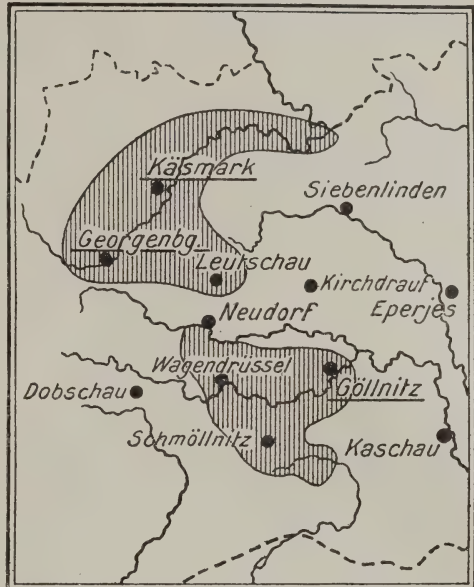 Käsmark
Siebenlinden
Georgenbg.
Leutschau
Kirchdrauf
Eperjes
Neudorf
Wagendrüssel
Göllnitz
Dobschau
Schmöllnitz
Kaschau